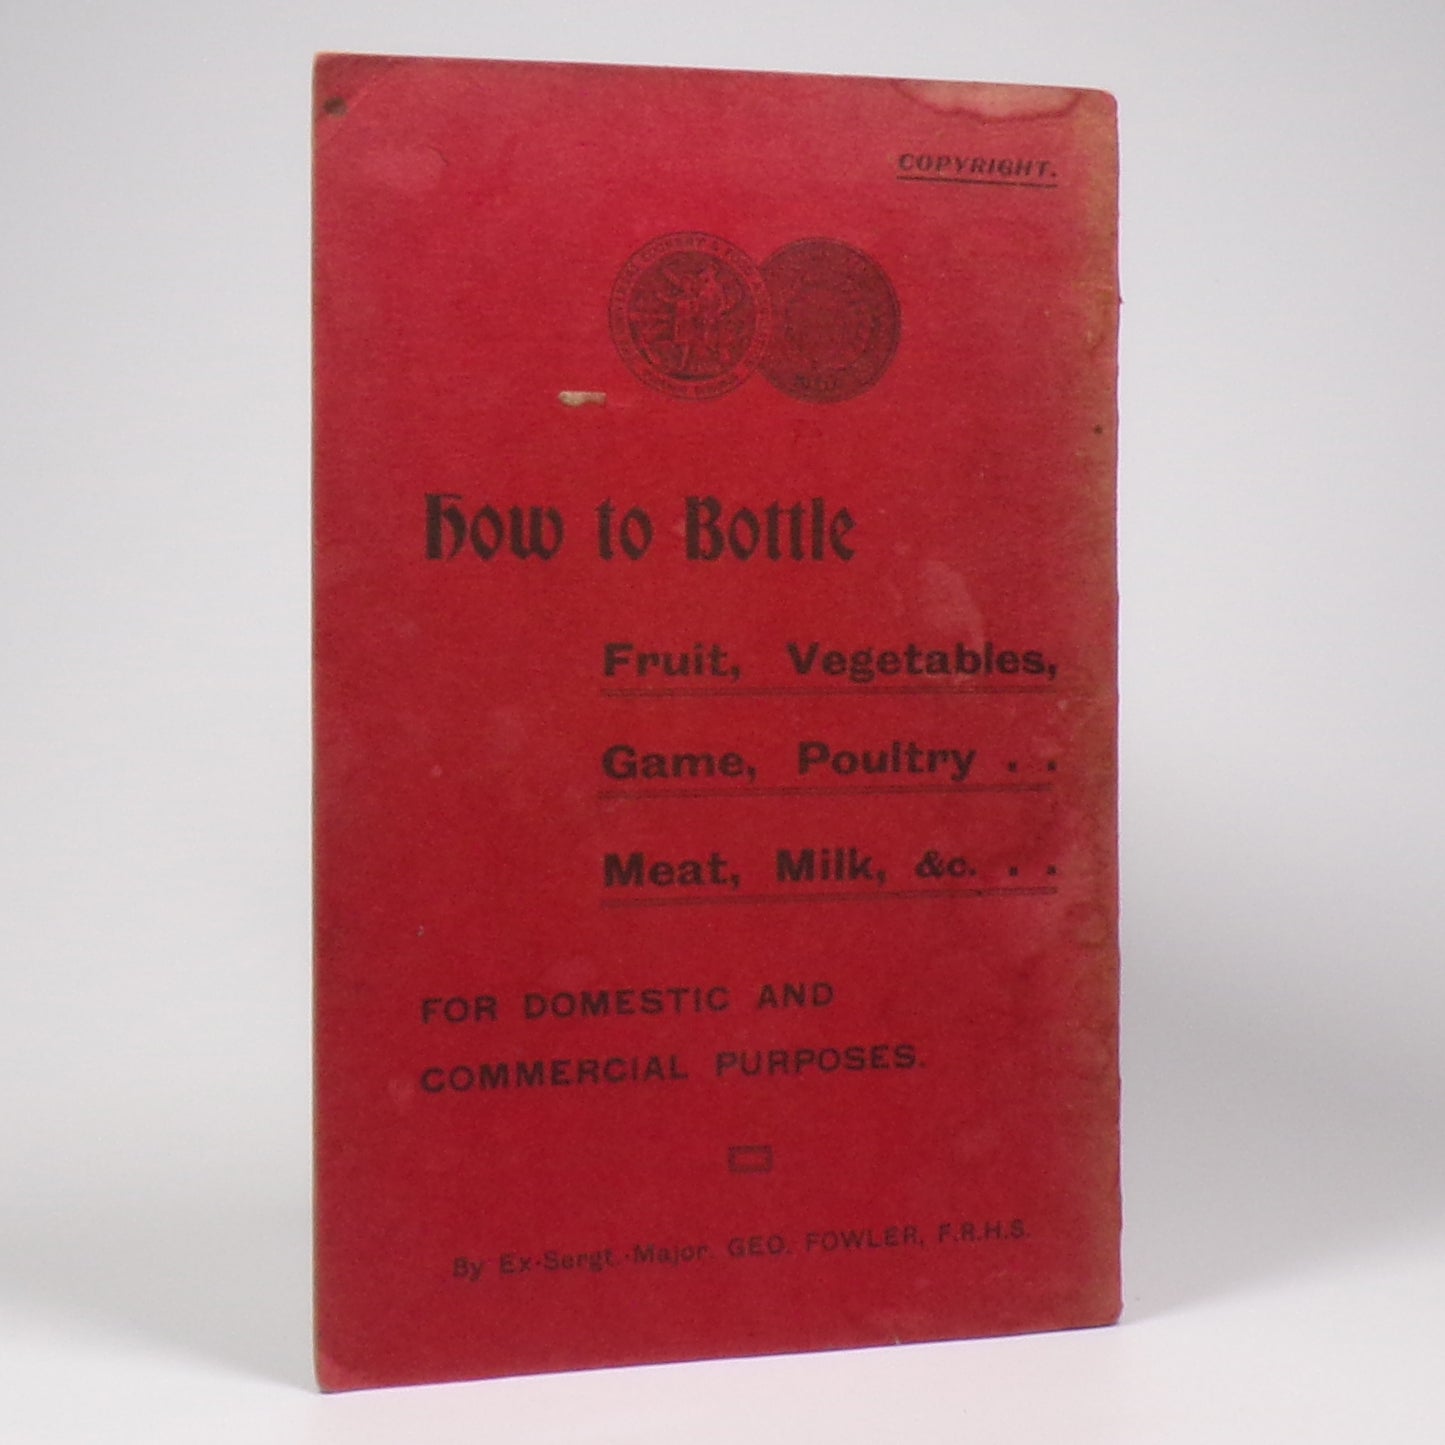 COPYRIGHT.
How to Bottle
Fruit, Vegetables,
Game, Poultry . .
Meat, Milk, &c. . .
FOR DOMESTIC AND
COMMERCIAL PURPOSES.
By Ex-Sergt.-Major. GEO. FOWLER, F.R.H.S.